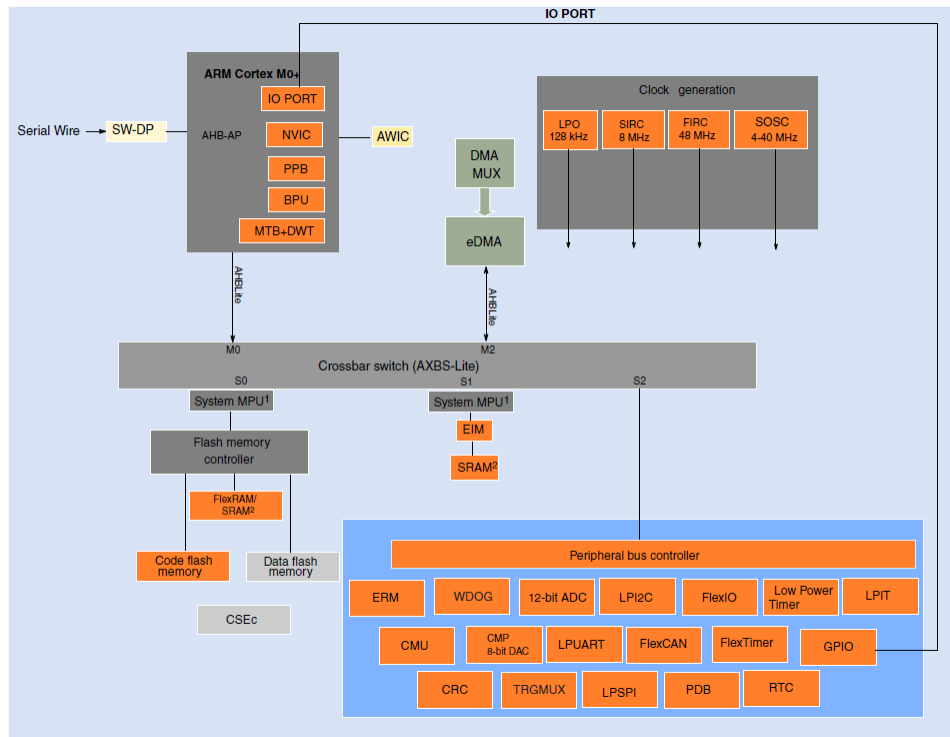 IO PORT
ARM Cortex M0+
IO PORT
Serial Wire
SW-DP
AHB-AP
NVIC
AWIC
PPB
BPU
MTB+DWT
Clock generation
LPO
128 kHz
SIRC
8 MHz
FIRC
48 MHz
SOSC
4-40 MHz
DMA
MUX
eDMA
AHBLite
AHBLite
M0
M2
Crossbar switch (AXBS-Lite)
S0
S1
S2
System MPU1
System MPU1
EIM
SRAM2
Flash memory
controller
FlexRAM/
SRAM2
Code flash
memory
Data flash
memory
CSEc
Peripheral bus controller
ERM
WDOG
12-bit ADC
LPI2C
FlexIO
Low Power
Timer
LPIT
CMU
CMP
8-bit DAC
LPUART
FlexCAN
FlexTimer
GPIO
CRC
TRGMUX
LPSPI
PDB
RTC